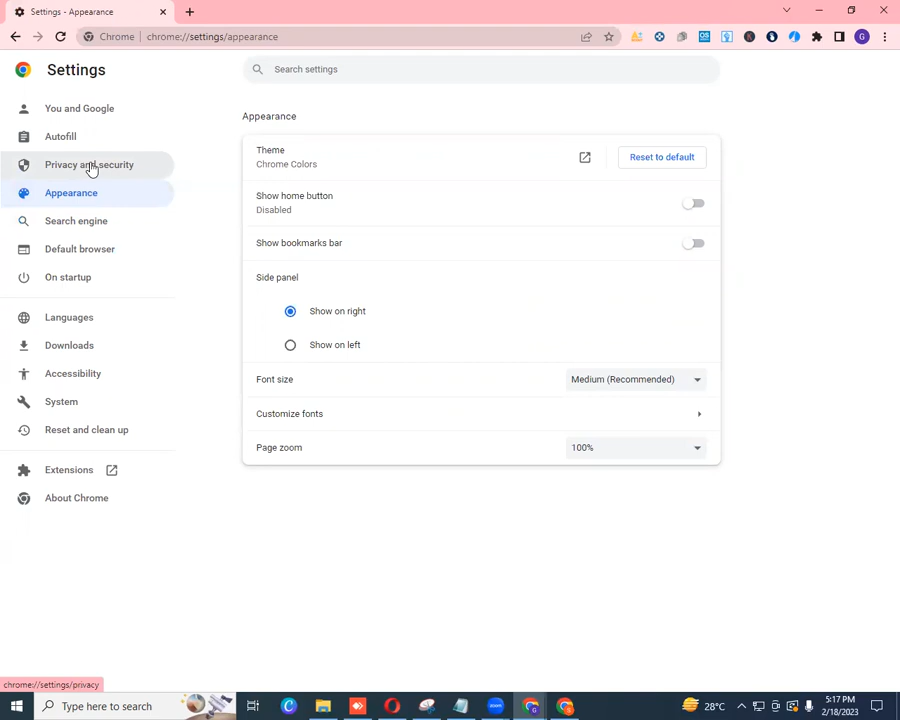 Settings - Appearance
Chrome
chrome://settings/appearance
G
Settings
Search settings
You and Google
Autofill
Privacy and security
Appearance
Search engine
Default browser
On startup
Languages
Downloads
Accessibility
System
Reset and clean up
Extensions
About Chrome
Appearance
Theme
Chrome Colors
Reset to default
Show home button
Disabled
Show bookmarks bar
Side panel
Show on right
Show on left
Font size
Medium (Recommended)
Customize fonts
Page zoom
100%
chrome://settings/privacy
Type here to search
zoom
28°C
5:17 PM
2/18/2023